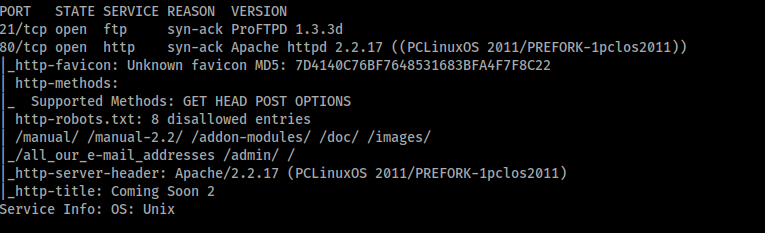 PORT   STATE SERVICE REASON  VERSION
21/tcp open  ftp     syn-ack ProFTPD 1.3.3d
80/tcp open  http    syn-ack Apache httpd 2.2.17 ((PCLinuxOS 2011/PREFORK-1pclos2011))
|_http-favicon: Unknown favicon MD5: 7D4140C76BF7648531683BFA4F7F8C22
| http-methods:
|_  Supported Methods: GET HEAD POST OPTIONS
| http-robots.txt: 8 disallowed entries
| /manual/ /manual-2.2/ /addon-modules/ /doc/ /images/
|_/all_our_e-mail_addresses /admin/ /
|_http-server-header: Apache/2.2.17 (PCLinuxOS 2011/PREFORK-1pclos2011)
|_http-title: Coming Soon 2
Service Info: OS: Unix